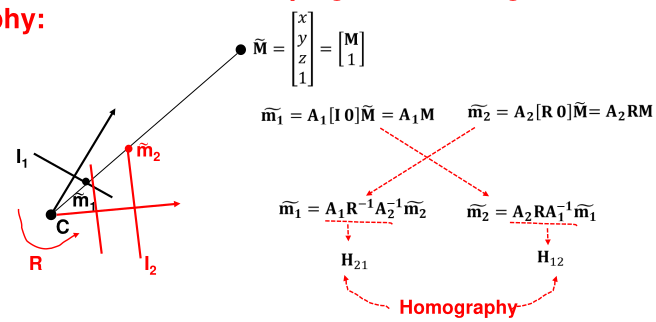 phy:
M̃ = [x y z 1] = [M 1]
m̃₁ = A₁[I 0]M̃ = A₁M
m̃₂ = A₂[R 0]M̃= A₂RM
I₁
m̃₂
m̃₁
C
R
I₂
m̃₁ = A₁R⁻¹A₂⁻¹m̃₂
m̃₂ = A₂RA₁⁻¹m̃₁
H₂₁
H₁₂
Homography